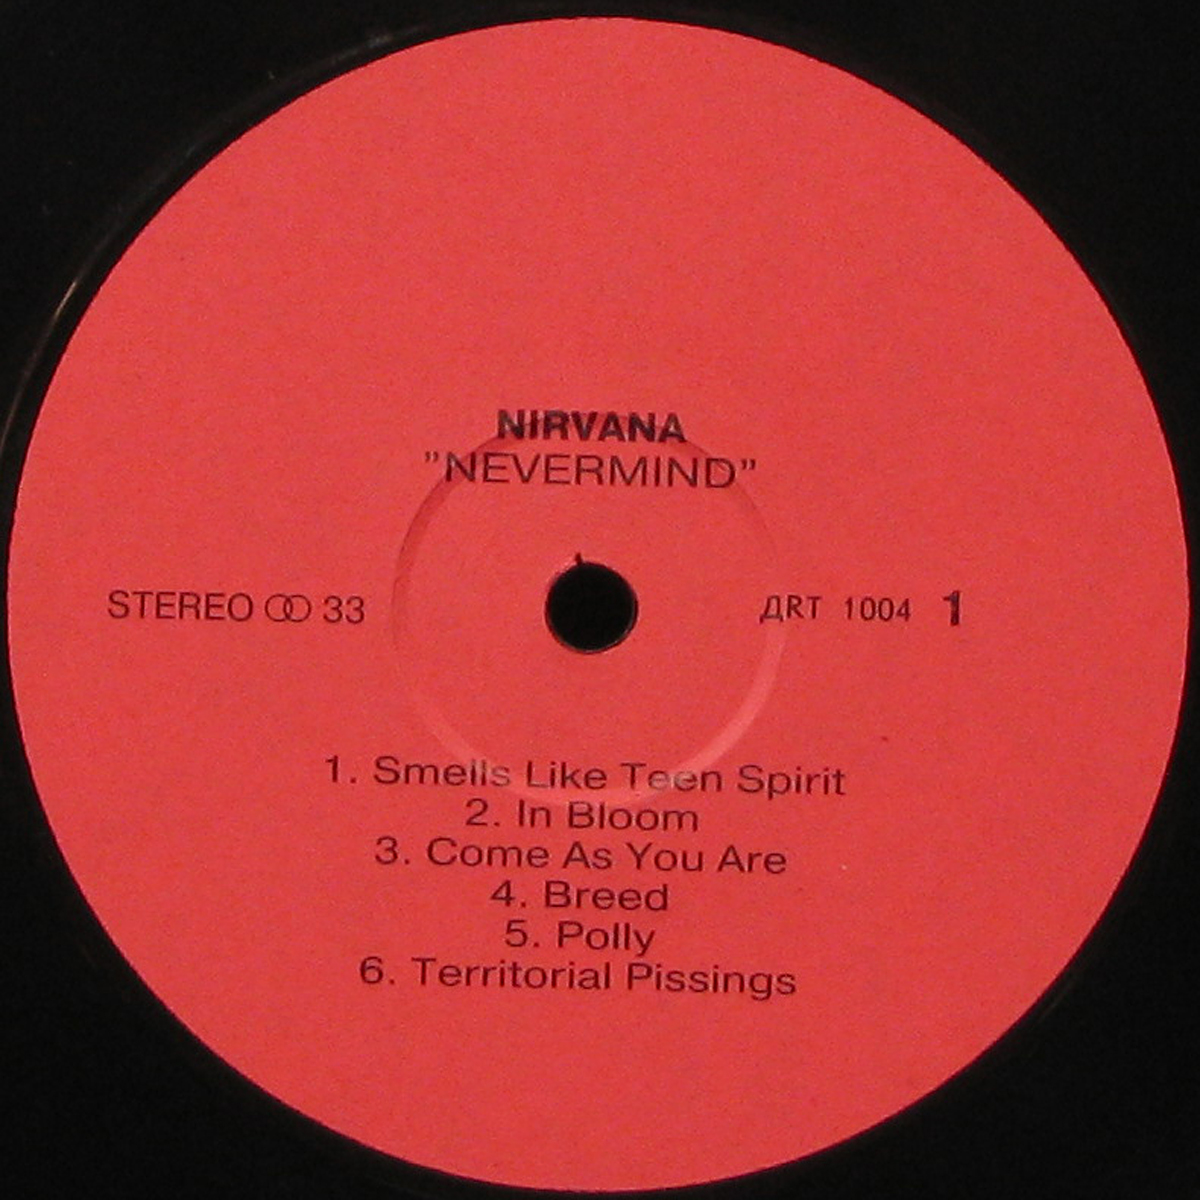 NIRVANA
"NEVERMIND"
STEREO ꝏ 33
ДRT 1004 1
1. Smells Like Teen Spirit
2. In Bloom
3. Come As You Are
4. Breed
5. Polly
6. Territorial Pissings